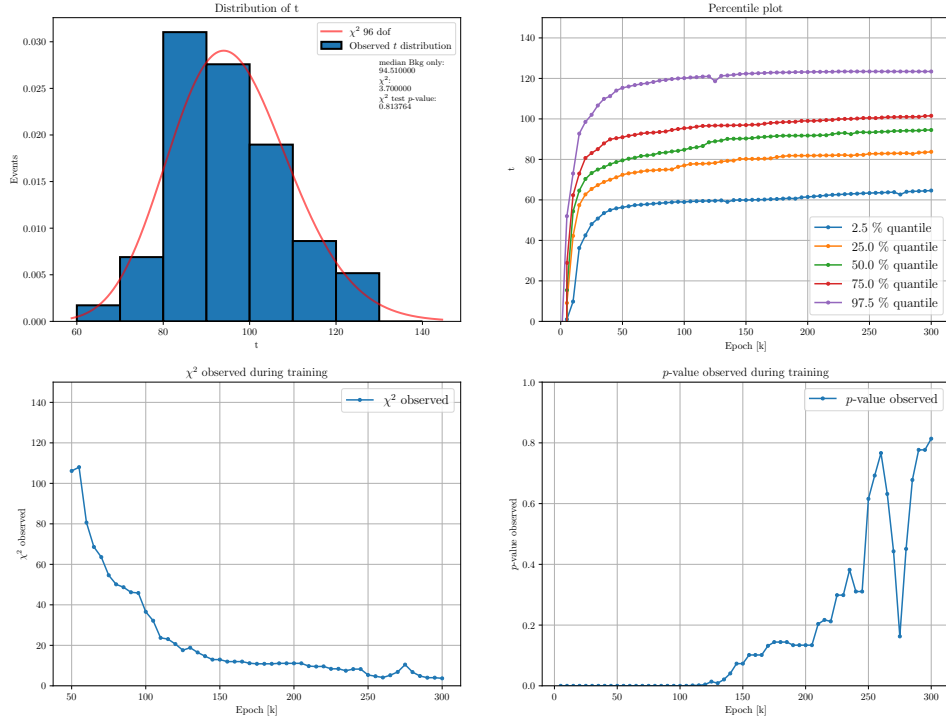 Distribution of t
χ² 96 dof
Observed t distribution
median Bkg only:
94.510000
χ²:
3.700000
χ² test p-value:
0.813764
Events
0.030
0.025
0.020
0.015
0.010
0.005
0.000
60 80 100 120 140
t
Percentile plot
t
140
120
100
80
60
40
20
0
2.5 % quantile
25.0 % quantile
50.0 % quantile
75.0 % quantile
97.5 % quantile
0 50 100 150 200 250 300
Epoch [k]
χ² observed during training
χ² observed
χ² observed
140
120
100
80
60
40
20
0
50 100 150 200 250 300
Epoch [k]
p-value observed during training
p-value observed
p-value observed
1.0
0.8
0.6
0.4
0.2
0.0
0 50 100 150 200 250 300
Epoch [k]